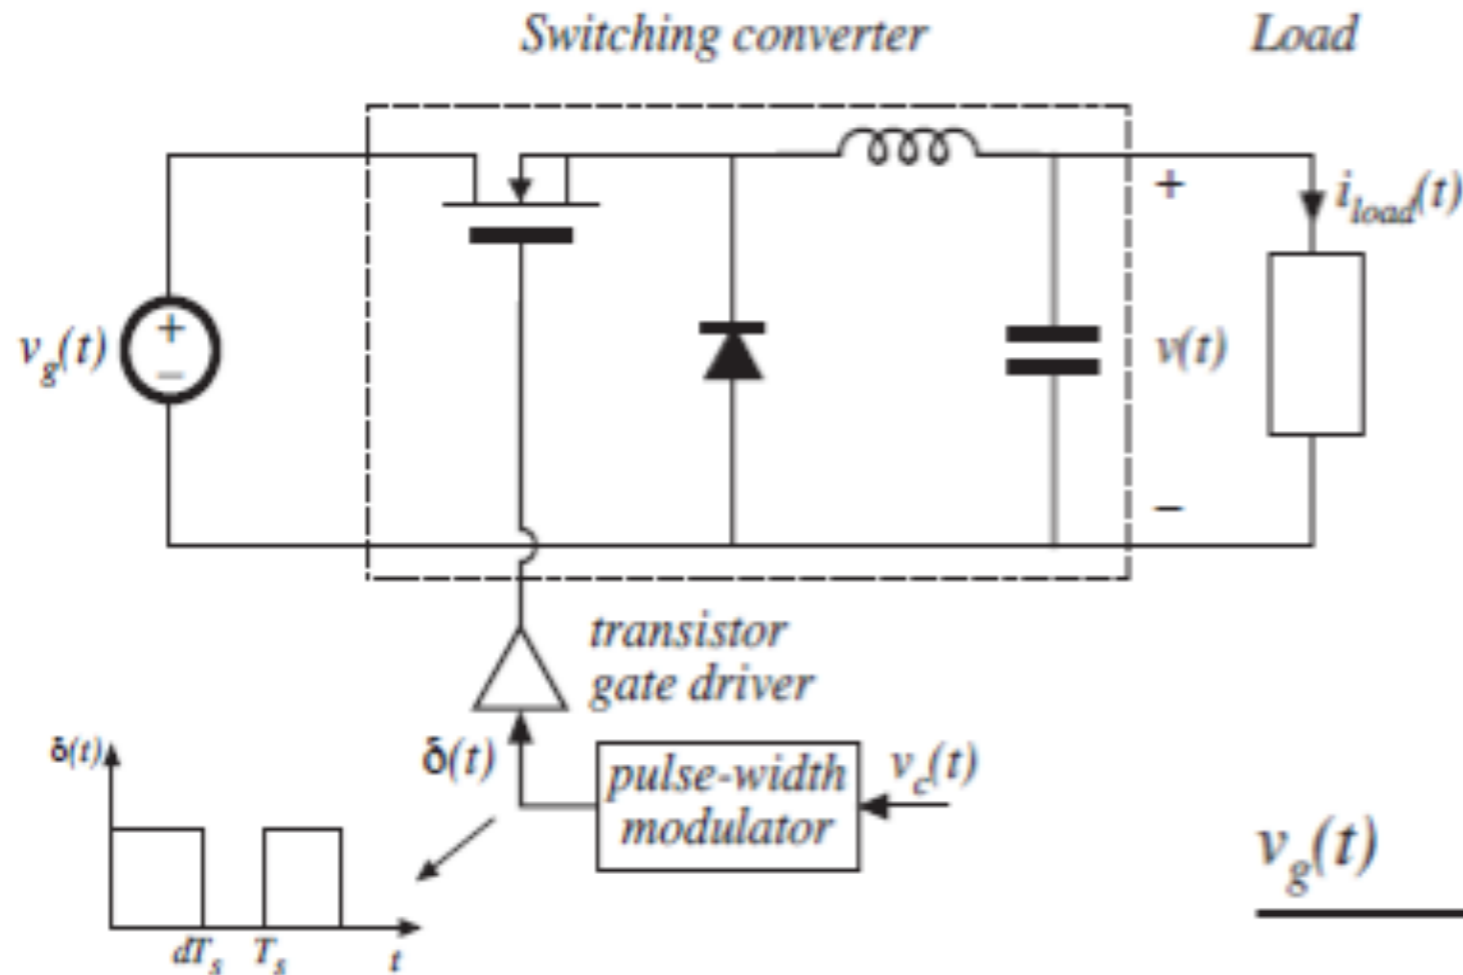 Switching converter
Load
+
i_load(t)
v_g(t)
+
−
v(t)
−
transistor
gate driver
δ(t)
δ(t)
pulse-width
modulator
v_c(t)
dT_s
T_s
t
v_g(t)